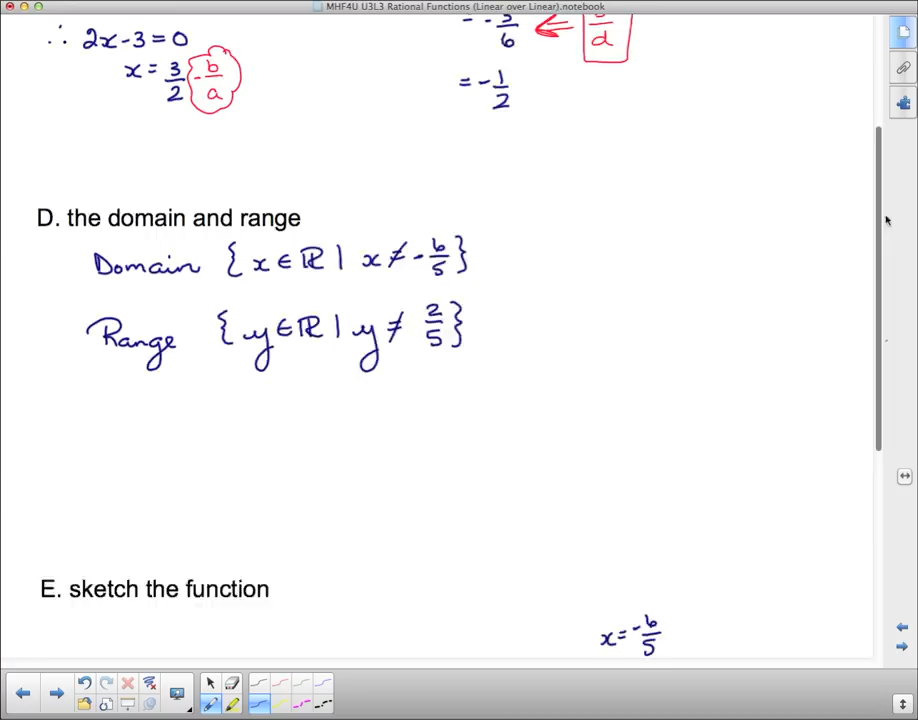 MHF4U U3L3 Rational Functions (Linear over Linear).notebook
∴ 2x-3=0
x = 3/2 -b/a
= -3/6
d
= -1/2
D. the domain and range
Domain {x∈ℝ| x≠-6/5}
Range {y∈ℝ| y≠ 2/5}
E. sketch the function
x=-6/5